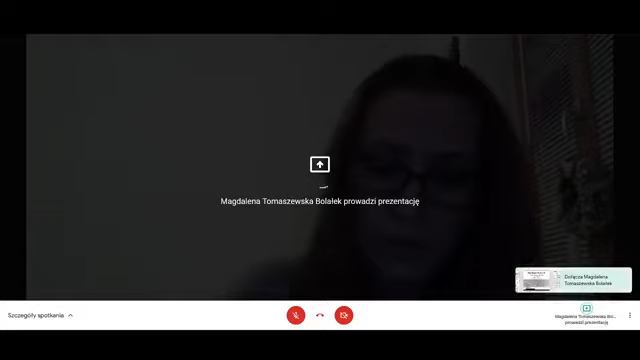 Magdalena Tomaszewska Bolałek prowadzi prezentację
Dołącza Magdalena
Tomaszewska Bolałek
Szczegóły spotkania
Magdalena Tomaszewska Bol...
prowadzi prezentację